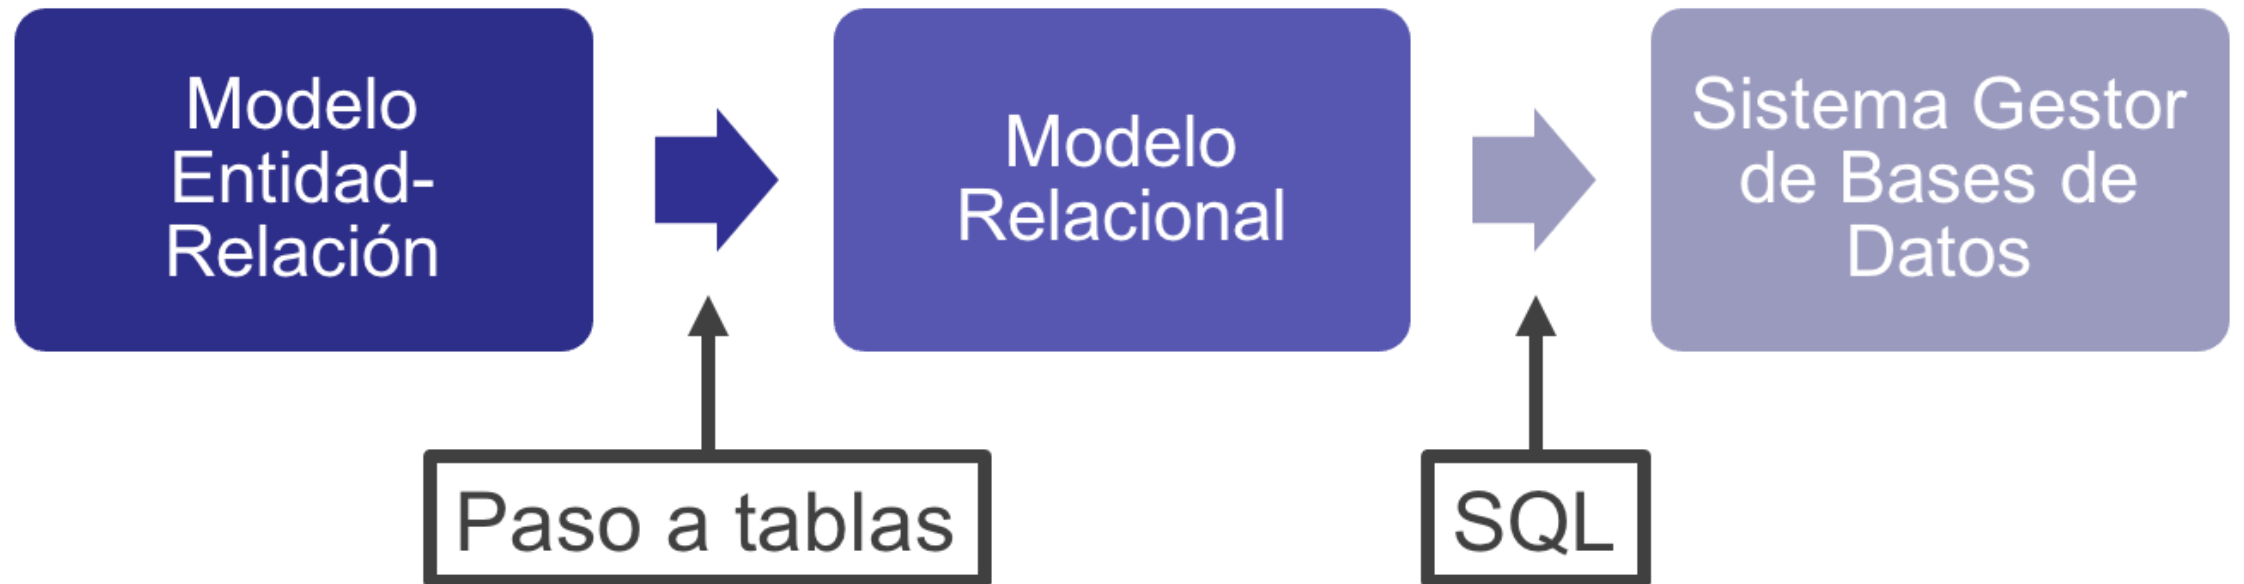 Modelo
Entidad-
Relación
Modelo
Relacional
Sistema Gestor
de Bases de
Datos
Paso a tablas
SQL